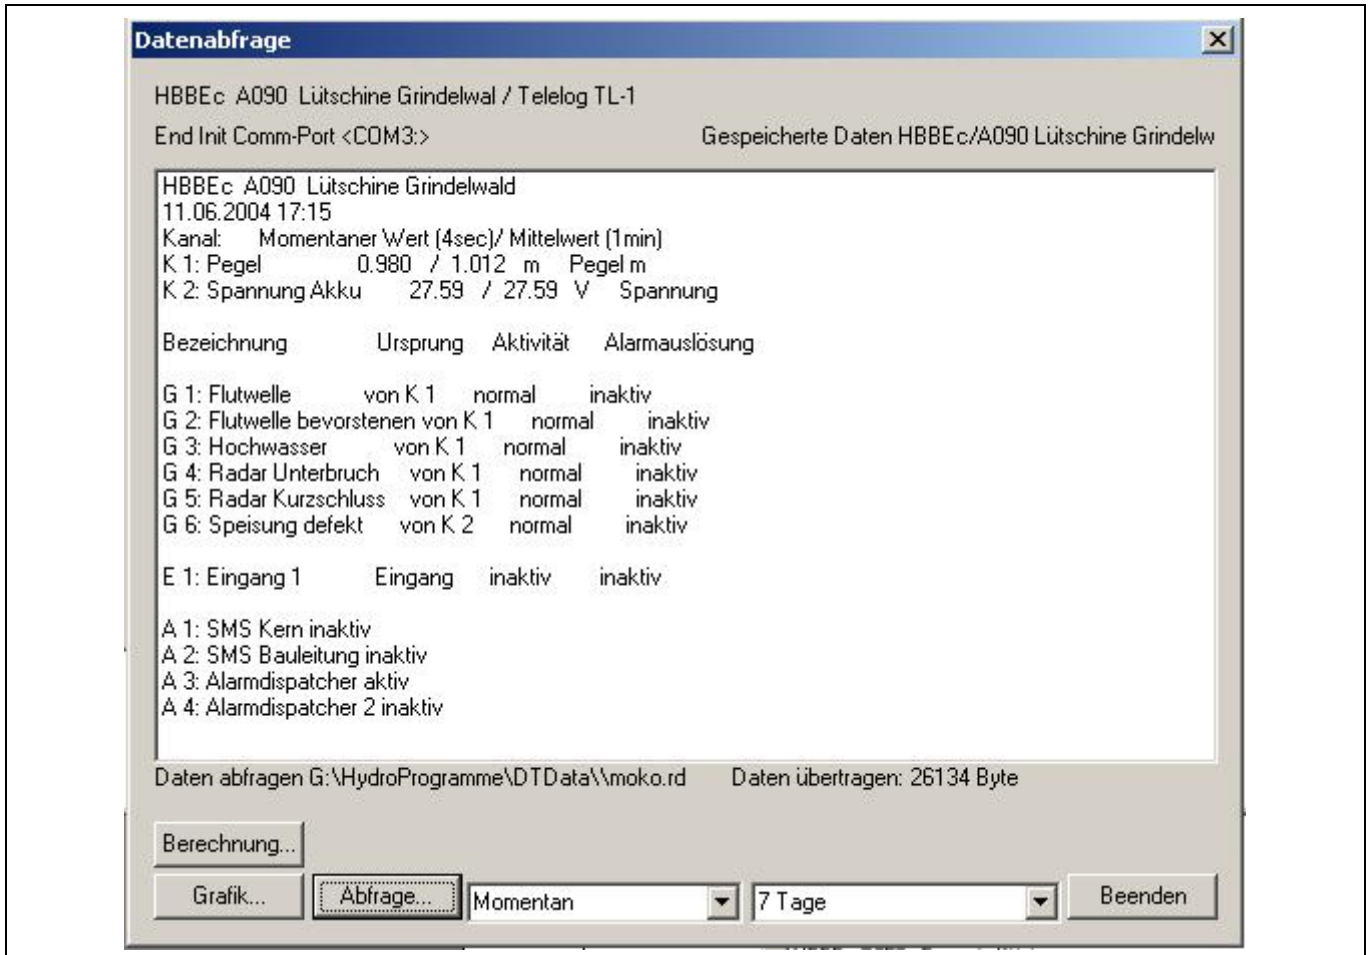 Datenabfrage
HBBEc A090 Lütschine Grindelwal / Telelog TL-1
End Init Comm-Port <COM3:> Gespeicherte Daten HBBEc/A090 Lütschine Grindelw
HBBEc A090 Lütschine Grindelwald
11.06.2004 17:15
Kanal: Momentaner Wert (4sec)/ Mittelwert (1min)
K 1: Pegel 0.980 / 1.012 m Pegel m
K 2: Spannung Akku 27.59 / 27.59 V Spannung
Bezeichnung Ursprung Aktivität Alarmauslösung
G 1: Flutwelle von K 1 normal inaktiv
G 2: Flutwelle bevorstenen von K 1 normal inaktiv
G 3: Hochwasser von K 1 normal inaktiv
G 4: Radar Unterbruch von K 1 normal inaktiv
G 5: Radar Kurzschluss von K 1 normal inaktiv
G 6: Speisung defekt von K 2 normal inaktiv
E 1: Eingang 1 Eingang inaktiv inaktiv
A 1: SMS Kern inaktiv
A 2: SMS Bauleitung inaktiv
A 3: Alarmdispatcher aktiv
A 4: Alarmdispatcher 2 inaktiv
Daten abfragen G:\HydroProgramme\DTData\\moko.rd Daten übertragen: 26134 Byte
Berechnung...
Grafik... Abfrage... Momentan 7 Tage Beenden